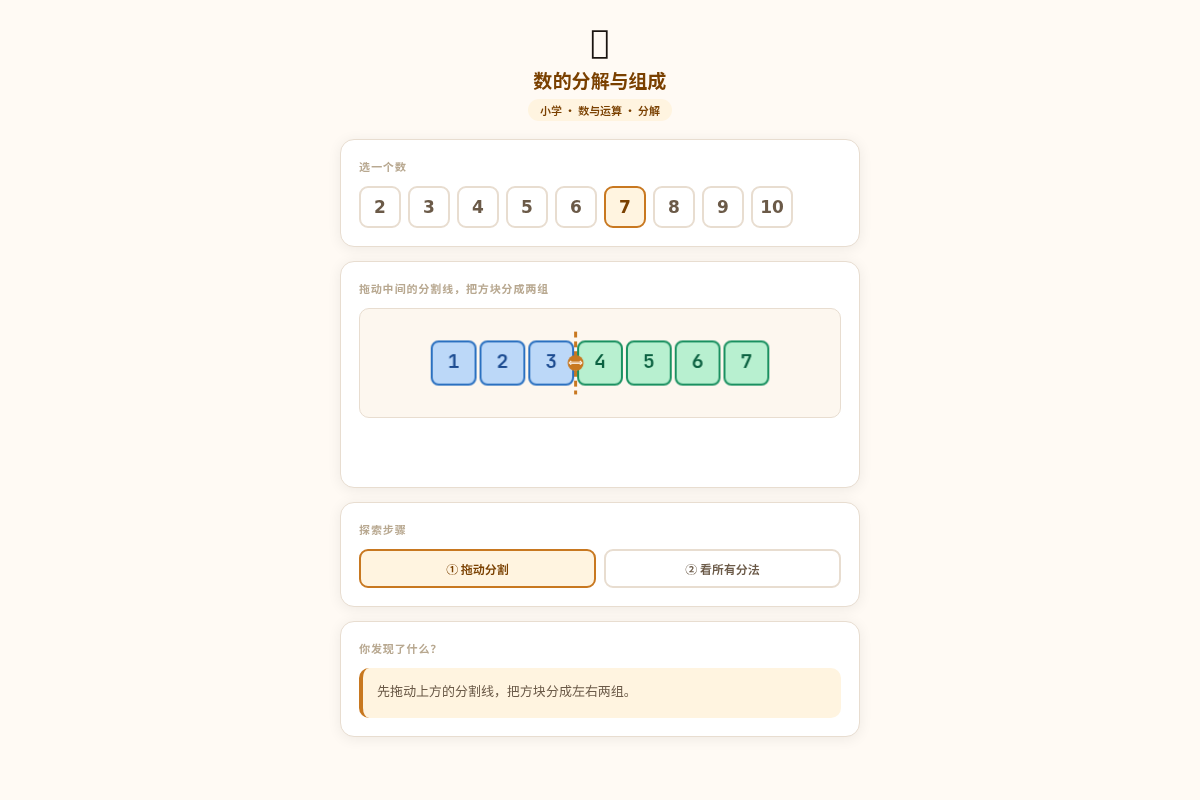 数的分解与组成
小学 · 数与运算 · 分解
选一个数
2 3 4 5 6 7 8 9 10
拖动中间的分割线，把方块分成两组
1 2 3 4 5 6 7
探索步骤
① 拖动分割 ② 看所有分法
你发现了什么？
先拖动上方的分割线，把方块分成左右两组。